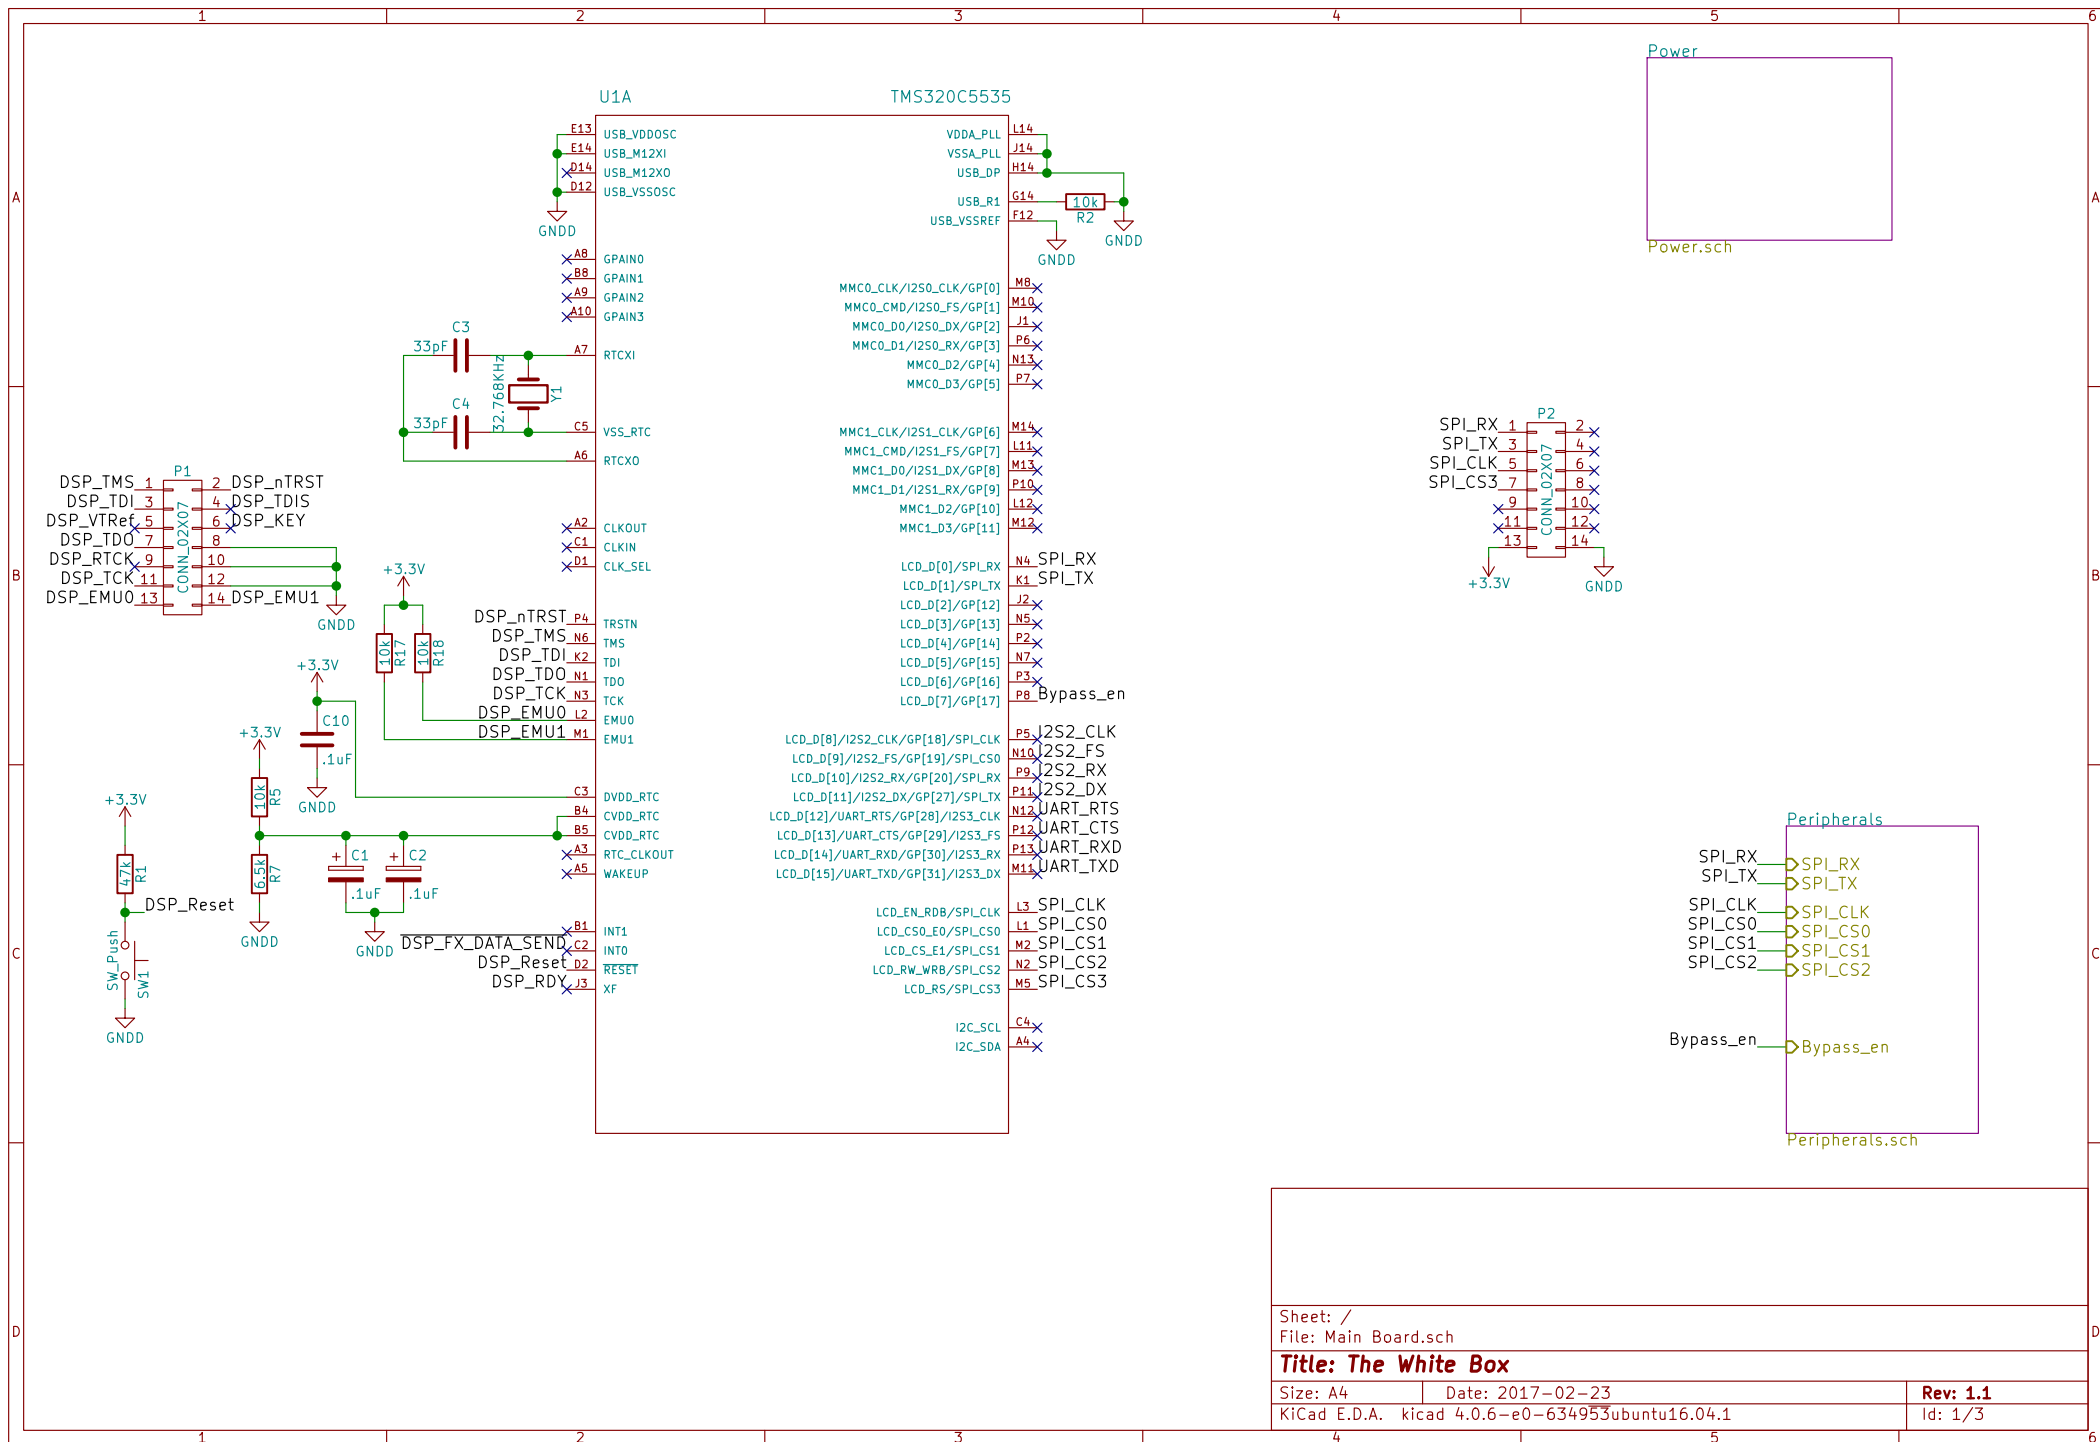 1 2 3 4 5 6
Power
U1A TMS320C5535
E13 USB_VDDOSC VDDA_PLL L14
E14 USB_M12XI VSSA_PLL J14
D14 USB_M12XO USB_DP H14
D12 USB_VSSOSC
A A
USB_R1 G14 10k
R2
USB_VSSREF F12
GNDD GNDD GNDD
Power.sch
A8 GPAIN0
B8 GPAIN1
A9 GPAIN2
A10 GPAIN3
MMC0_CLK/I2S0_CLK/GP[0] M8
MMC0_CMD/I2S0_FS/GP[1] M10
MMC0_D0/I2S0_DX/GP[2] J1
MMC0_D1/I2S0_RX/GP[3] P6
MMC0_D2/GP[4] N13
MMC0_D3/GP[5] P7
C3
33pF
A7 RTCXI
32.768KHz
Y1
C4
33pF
C5 VSS_RTC
A6 RTCXO
MMC1_CLK/I2S1_CLK/GP[6] M14
MMC1_CMD/I2S1_FS/GP[7] L11
MMC1_D0/I2S1_DX/GP[8] M13
MMC1_D1/I2S1_RX/GP[9] P10
MMC1_D2/GP[10] L12
MMC1_D3/GP[11] M12
P2
CONN_02X07
SPI_RX 1 2
SPI_TX 3 4
SPI_CLK 5 6
SPI_CS3 7 8
9 10
11 12
13 14
+3.3V GNDD
P1
CONN_02X07
DSP_TMS 1 2 DSP_nTRST
DSP_TDI 3 4 DSP_TDIS
DSP_VTRef 5 6 DSP_KEY
DSP_TDO 7 8
DSP_RTCK 9 10
DSP_TCK 11 12
DSP_EMU0 13 14 DSP_EMU1
GNDD
A2 CLKOUT
C1 CLKIN
D1 CLK_SEL
B B
LCD_D[0]/SPI_RX N4 SPI_RX
LCD_D[1]/SPI_TX K1 SPI_TX
LCD_D[2]/GP[12] J2
LCD_D[3]/GP[13] N5
LCD_D[4]/GP[14] P2
LCD_D[5]/GP[15] N7
LCD_D[6]/GP[16] P3
LCD_D[7]/GP[17] P8 Bypass_en
+3.3V
10k R17 10k R18
DSP_nTRST P4 TRSTN
DSP_TMS N6 TMS
DSP_TDI K2 TDI
DSP_TDO N1 TDO
DSP_TCK N3 TCK
DSP_EMU0 L2 EMU0
DSP_EMU1 M1 EMU1
LCD_D[8]/I2S2_CLK/GP[18]/SPI_CLK P5 I2S2_CLK
LCD_D[9]/I2S2_FS/GP[19]/SPI_CS0 N10 I2S2_FS
LCD_D[10]/I2S2_RX/GP[20]/SPI_RX P9 I2S2_RX
LCD_D[11]/I2S2_DX/GP[27]/SPI_TX P11 I2S2_DX
LCD_D[12]/UART_RTS/GP[28]/I2S3_CLK N12 UART_RTS
LCD_D[13]/UART_CTS/GP[29]/I2S3_FS P12 UART_CTS
LCD_D[14]/UART_RXD/GP[30]/I2S3_RX P13 UART_RXD
LCD_D[15]/UART_TXD/GP[31]/I2S3_DX M11 UART_TXD
+3.3V
C10
.1uF
GNDD
+3.3V
10k R5
C3 DVDD_RTC
B4 CVDD_RTC
B5 CVDD_RTC
A3 RTC_CLKOUT
A5 WAKEUP
6.5k R7
GNDD
+ C1 + C2
.1uF .1uF
GNDD
+3.3V
47k R1
DSP_Reset
SW_Push
SW1
GNDD
B1 INT1
DSP_FX_DATA_SEND C2 INT0
DSP_Reset D2 RESET
DSP_RDY J3 XF
C C
LCD_EN_RDB/SPI_CLK L3 SPI_CLK
LCD_CS0_E0/SPI_CS0 L1 SPI_CS0
LCD_CS_E1/SPI_CS1 M2 SPI_CS1
LCD_RW_WRB/SPI_CS2 N2 SPI_CS2
LCD_RS/SPI_CS3 M5 SPI_CS3
I2C_SCL C4
I2C_SDA A4
Peripherals
SPI_RX SPI_RX
SPI_TX SPI_TX
SPI_CLK SPI_CLK
SPI_CS0 SPI_CS0
SPI_CS1 SPI_CS1
SPI_CS2 SPI_CS2
Bypass_en Bypass_en
Peripherals.sch
D D
Sheet: /
File: Main Board.sch
Title: The White Box
Size: A4 Date: 2017-02-23 Rev: 1.1
KiCad E.D.A. kicad 4.0.6-e0-634953ubuntu16.04.1 Id: 1/3
1 2 3 4 5 6